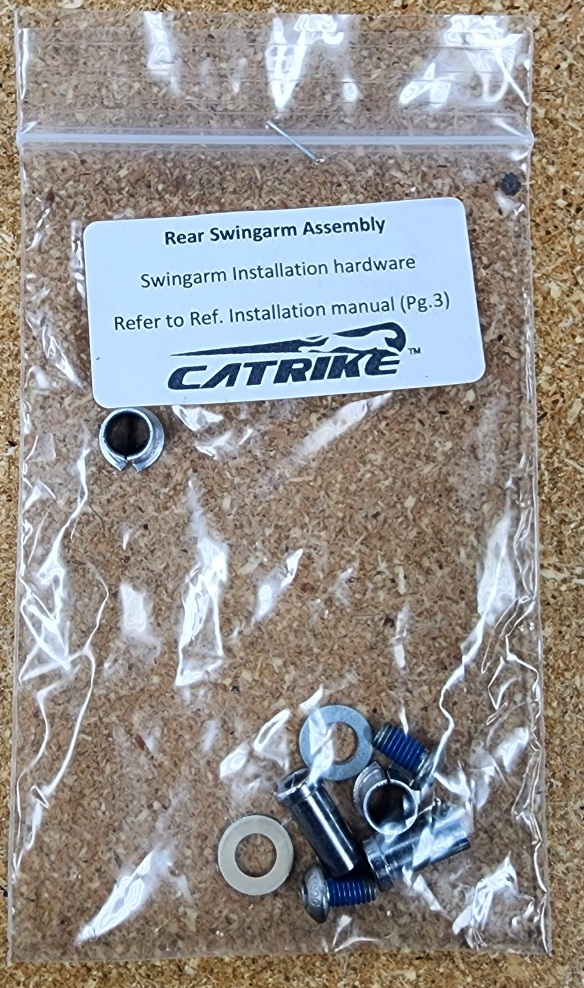 Rear Swingarm Assembly
Swingarm Installation hardware
Refer to Ref. Installation manual (Pg.3)
CATRIKE™